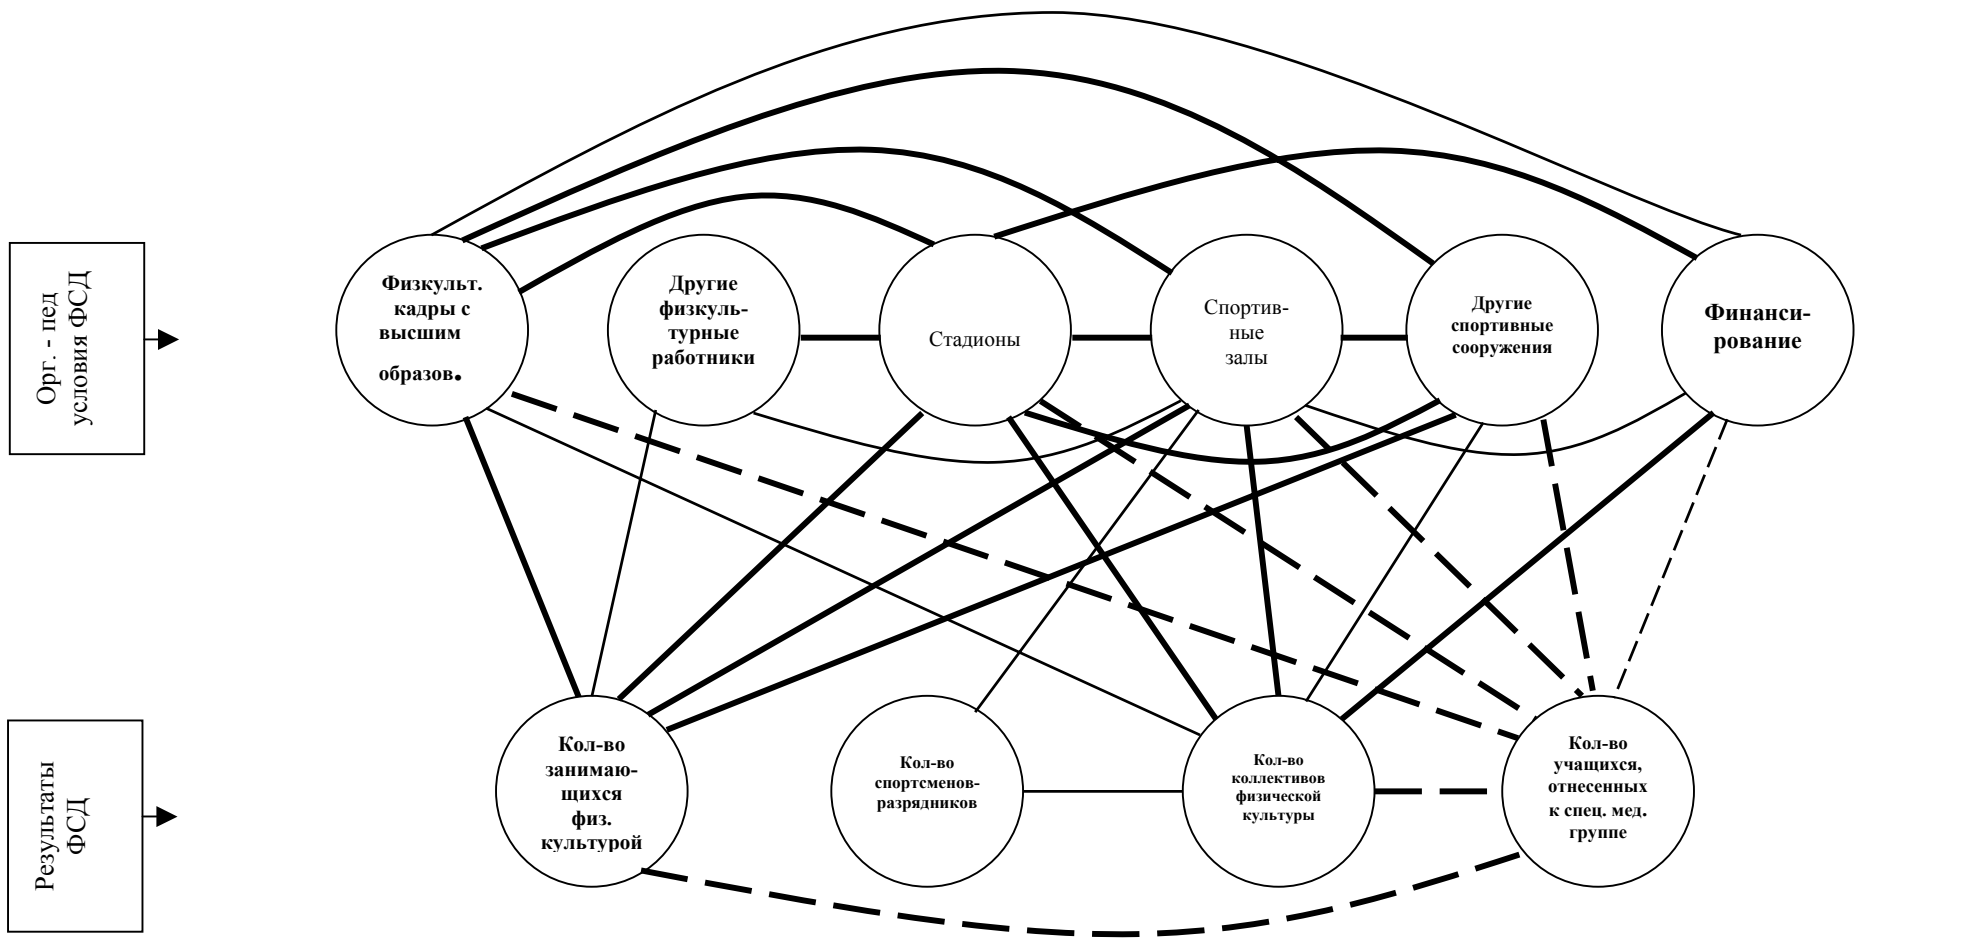 Орг. - пед
условия ФСД
Физкульт.
кадры с
высшим
образов.
Другие
физкуль-
турные
работники
Стадионы
Спортив-
ные
залы
Другие
спортивные
сооружения
Финанси-
рование
Результаты
ФСД
Кол-во
занимаю-
щихся
физ.
культурой
Кол-во
спортсменов-
разрядников
Кол-во
коллективов
физической
культуры
Кол-во
учащихся,
отнесенных
к спец. мед.
группе